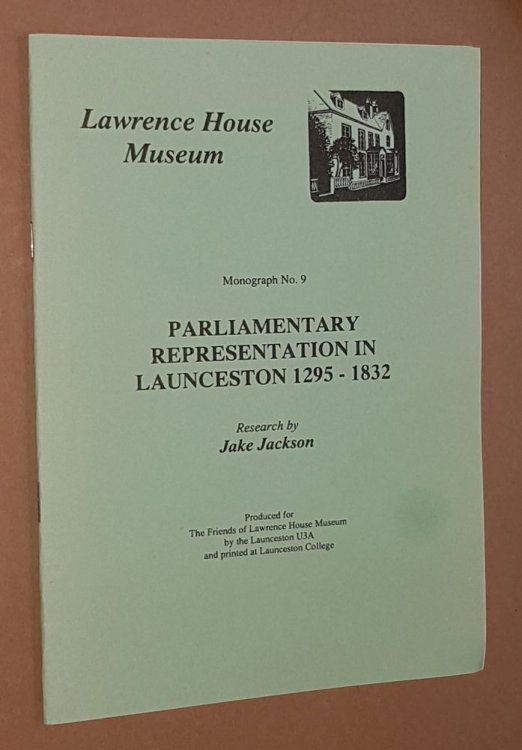 Lawrence House
Museum
Monograph No. 9
PARLIAMENTARY
REPRESENTATION IN
LAUNCESTON 1295 - 1832
Research by
Jake Jackson
Produced for
The Friends of Lawrence House Museum
by the Launceston U3A
and printed at Launceston College